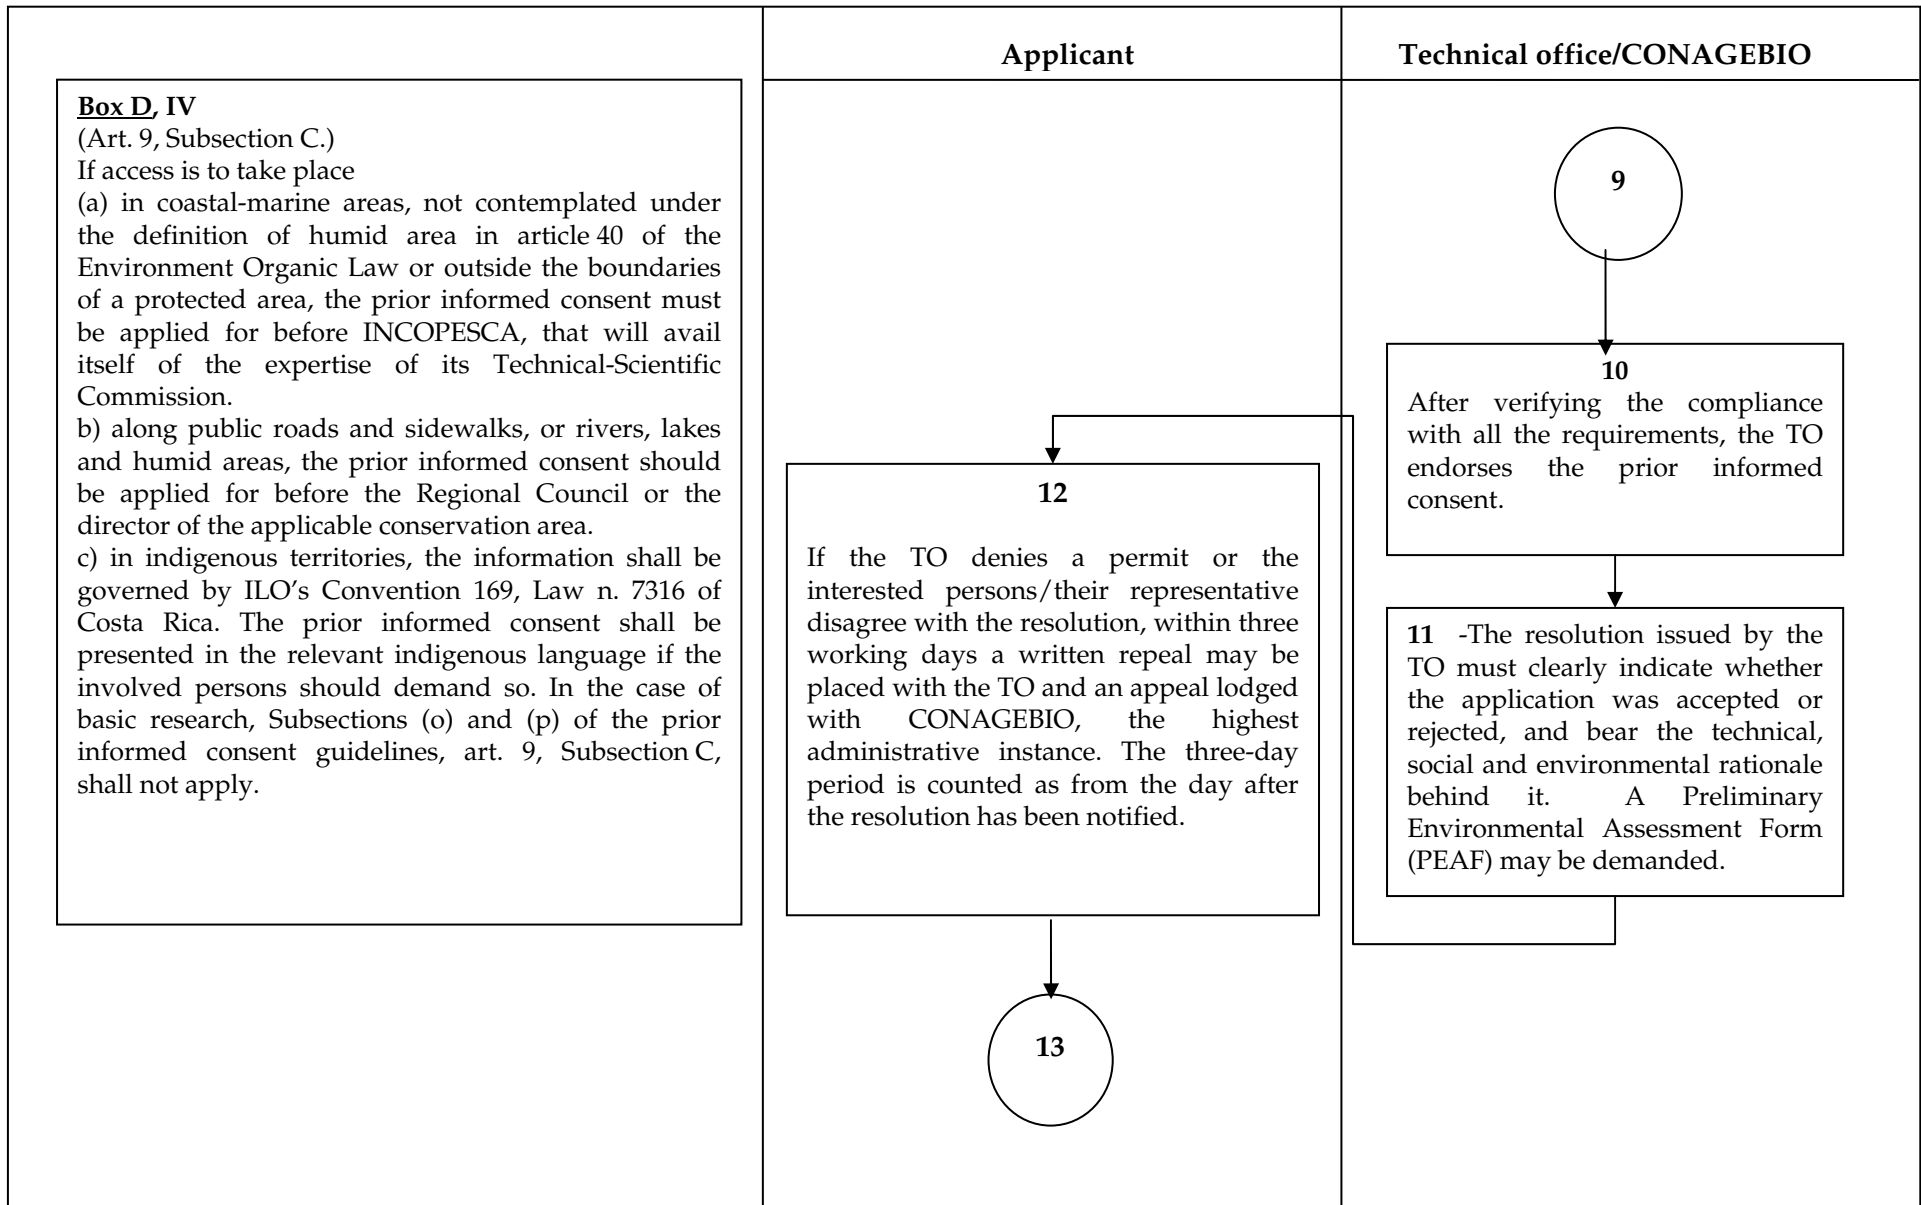 Applicant
Technical office/CONAGEBIO
Box D, IV
(Art. 9, Subsection C.)
If access is to take place
(a) in coastal-marine areas, not contemplated under
the definition of humid area in article 40 of the
Environment Organic Law or outside the boundaries
of a protected area, the prior informed consent must
be applied for before INCOPESCA, that will avail
itself of the expertise of its Technical-Scientific
Commission.
b) along public roads and sidewalks, or rivers, lakes
and humid areas, the prior informed consent should
be applied for before the Regional Council or the
director of the applicable conservation area.
c) in indigenous territories, the information shall be
governed by ILO's Convention 169, Law n. 7316 of
Costa Rica. The prior informed consent shall be
presented in the relevant indigenous language if the
involved persons should demand so. In the case of
basic research, Subsections (o) and (p) of the prior
informed consent guidelines, art. 9, Subsection C,
shall not apply.
9
10
After verifying the compliance
with all the requirements, the TO
endorses the prior informed
consent.
11 -The resolution issued by the
TO must clearly indicate whether
the application was accepted or
rejected, and bear the technical,
social and environmental rationale
behind it. A Preliminary
Environmental Assessment Form
(PEAF) may be demanded.
12
If the TO denies a permit or the
interested persons/their representative
disagree with the resolution, within three
working days a written repeal may be
placed with the TO and an appeal lodged
with CONAGEBIO, the highest
administrative instance. The three-day
period is counted as from the day after
the resolution has been notified.
13